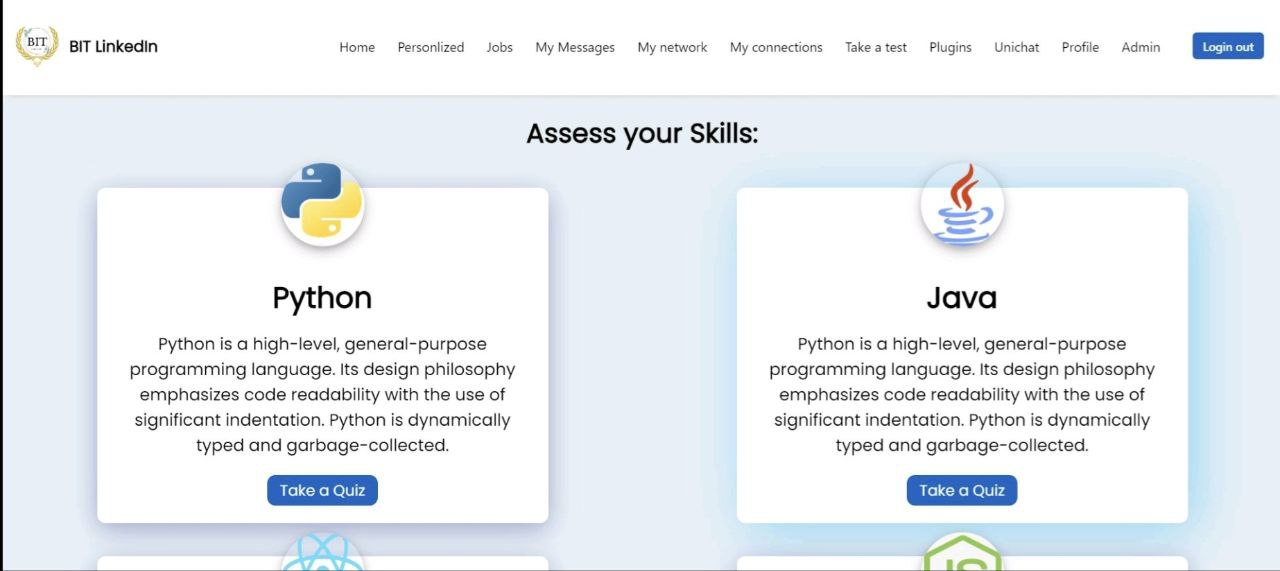 BIT
BIT LinkedIn
Home Personlized Jobs My Messages My network My connections Take a test Plugins Unichat Profile Admin Login out
Assess your Skills:
Python
Python is a high-level, general-purpose
programming language. Its design philosophy
emphasizes code readability with the use of
significant indentation. Python is dynamically
typed and garbage-collected.
Take a Quiz
Java
Python is a high-level, general-purpose
programming language. Its design philosophy
emphasizes code readability with the use of
significant indentation. Python is dynamically
typed and garbage-collected.
Take a Quiz
JS